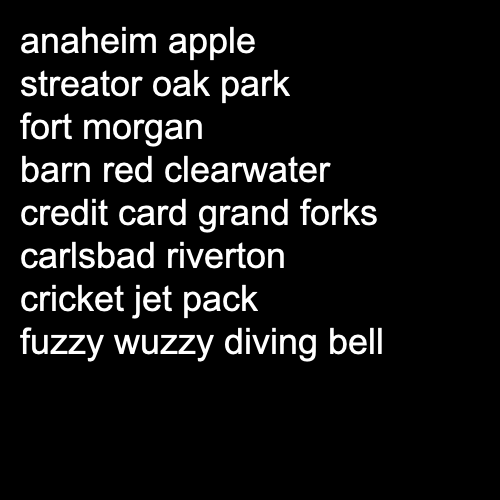 anaheim apple
streator oak park
fort morgan
barn red clearwater
credit card grand forks
carlsbad riverton
cricket jet pack
fuzzy wuzzy diving bell